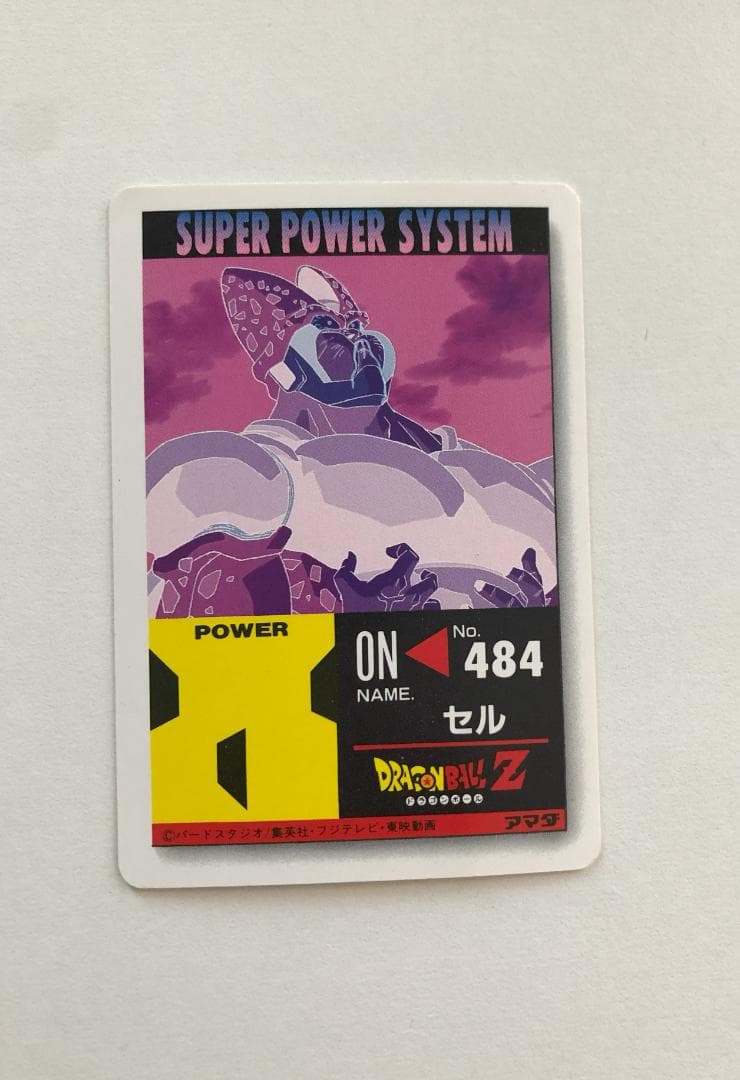 SUPER POWER SYSTEM
POWER
ON
No.
484
NAME.
セル
DRAGON BALL Z
ドラゴンボール
©バードスタジオ/集英社・フジテレビ・東映動画
アマダ